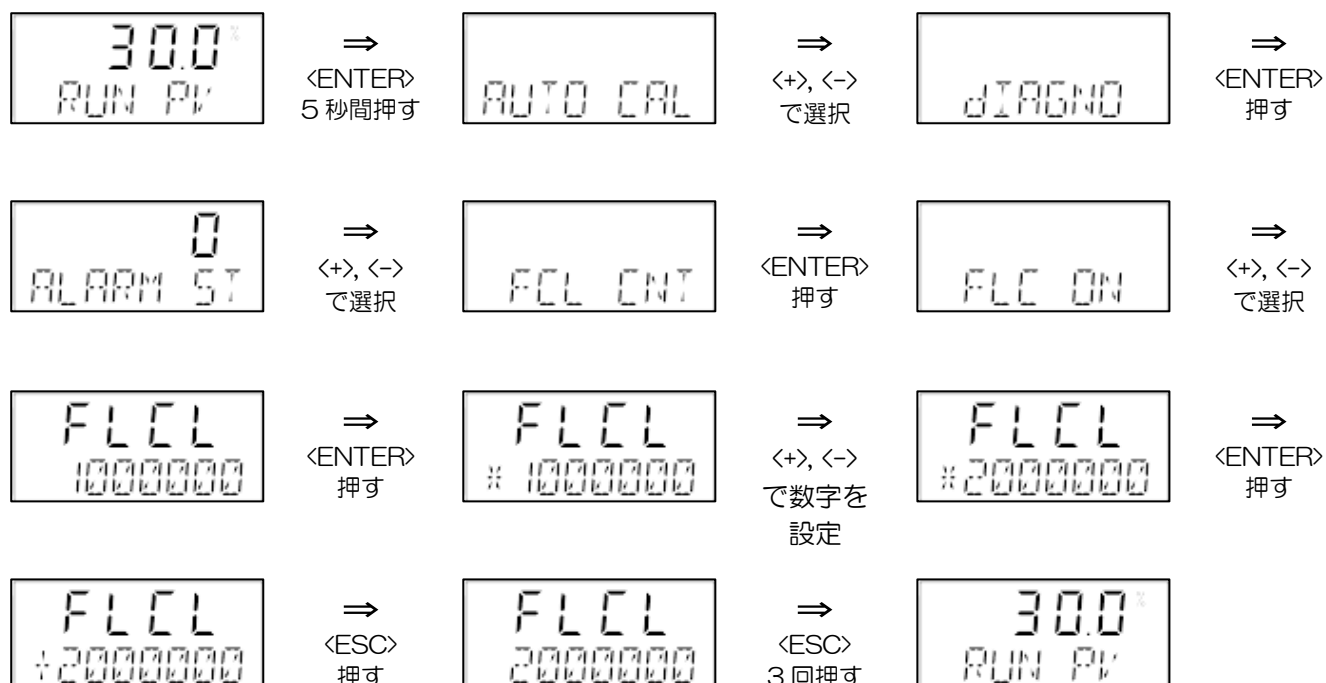 30.0 %
RUN PV
⇒
<ENTER>
5 秒間押す
AUTO CAL
⇒
<+>, <->
で選択
dIAGNO
⇒
<ENTER>
押す
0
ALARM ST
⇒
<+>, <->
で選択
FCL CNT
⇒
<ENTER>
押す
FLC ON
⇒
<+>, <->
で選択
FLCL
1000000
⇒
<ENTER>
押す
FLCL
* 1000000
⇒
<+>, <->
で数字を
設定
FLCL
*2000000
⇒
<ENTER>
押す
FLCL
+2000000
⇒
<ESC>
押す
FLCL
2000000
⇒
<ESC>
3 回押す
30.0 %
RUN PV